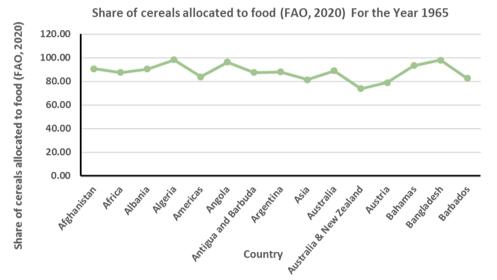 Share of cereals allocated to food (FAO, 2020) For the Year 1965
Share of cereals allocated to food (FAO, 2020)
120.00
100.00
80.00
60.00
40.00
20.00
0.00
Afghanistan
Africa
Albania
Algeria
Americas
Angola
Antigua and Barbuda
Argentina
Asia
Australia
Australia & New Zealand
Austria
Bahamas
Bangladesh
Barbados
Country